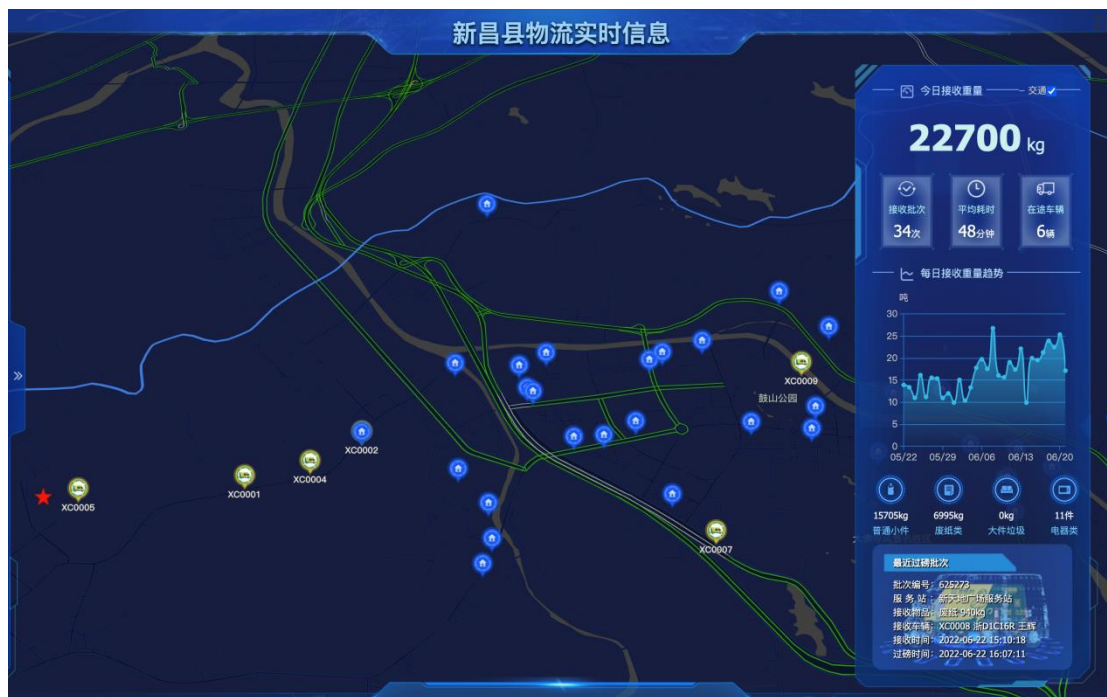 新昌县物流实时信息
今日接收重量
交通
22700 kg
接收批次
34次
平均耗时
48分钟
在途车辆
6辆
每日接收重量趋势
吨
30
25
20
15
10
5
0
05/22 05/29 06/06 06/13 06/20
15705kg
普通小件
6995kg
废纸类
0kg
大件垃圾
11件
电器类
最近过磅批次
批次编号：625273
服 务 站：新天地广场服务站
接收物品：废纸 940kg
接收车辆：XC0008 浙D1C16R 王辉
接收时间：2022-06-22 15:10:18
过磅时间：2022-06-22 16:07:11
XC0009
鼓山公园
XC0002
XC0004
XC0001
XC0005
XC0007